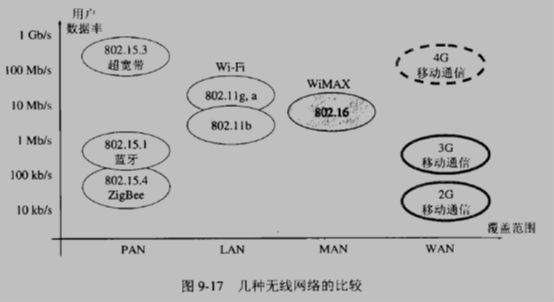 用户
数据率
1 Gb/s
100 Mb/s
10 Mb/s
1 Mb/s
100 kb/s
10 kb/s
802.15.3
超宽带
802.15.1
蓝牙
802.15.4
ZigBee
Wi-Fi
802.11g, a
802.11b
WiMAX
802.16
4G
移动通信
3G
移动通信
2G
移动通信
覆盖范围
PAN
LAN
MAN
WAN
图 9-17 几种无线网络的比较